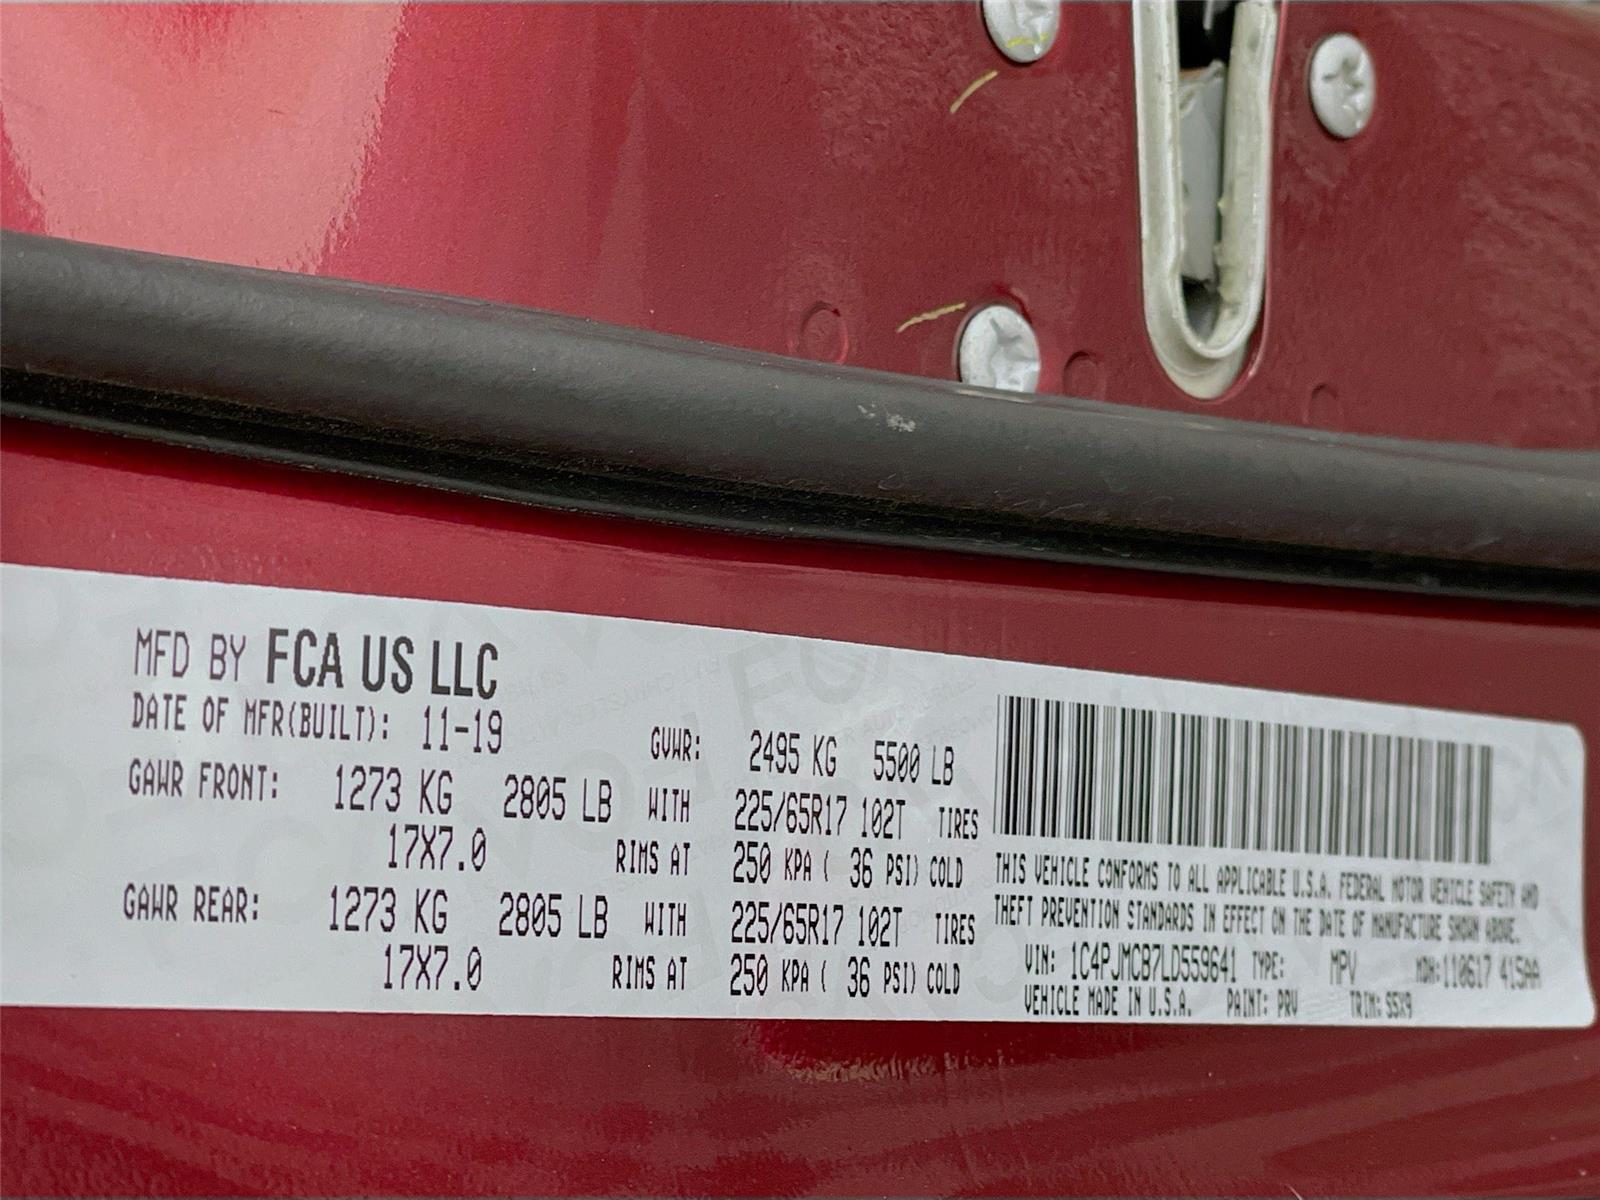 MFD BY FCA US LLC
DATE OF MFR(BUILT): 11-19
GVWR: 2495 KG 5500 LB
GAWR FRONT: 1273 KG 2805 LB WITH 225/65R17 102T TIRES
17X7.0 RIMS AT 250 KPA ( 36 PSI) COLD
GAWR REAR: 1273 KG 2805 LB WITH 225/65R17 102T TIRES
17X7.0 RIMS AT 250 KPA ( 36 PSI) COLD
THIS VEHICLE CONFORMS TO ALL APPLICABLE U.S.A. FEDERAL MOTOR VEHICLE SAFETY AND
THEFT PREVENTION STANDARDS IN EFFECT ON THE DATE OF MANUFACTURE SHOWN ABOVE.
VIN: 1C4PJMCB7LD559641 TYPE: MPV MDH:110617 415AA
VEHICLE MADE IN U.S.A. PAINT: PRV TRIM: S5X9